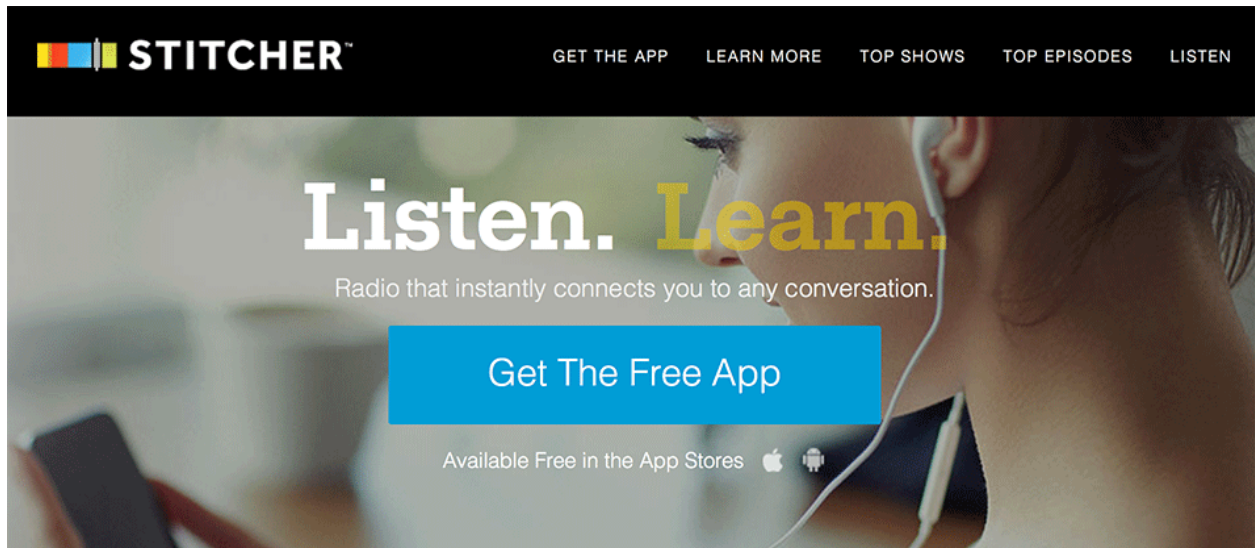 STITCHER™
GET THE APP LEARN MORE TOP SHOWS TOP EPISODES LISTEN
Listen. Learn.
Radio that instantly connects you to any conversation.
Get The Free App
Available Free in the App Stores